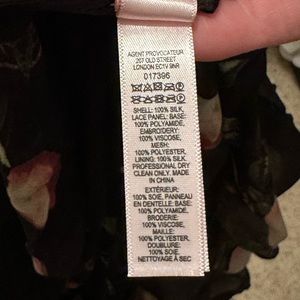 AGENT PROVOCATEUR
207 OLD STREET
LONDON EC1V 9NR
017396
SHELL: 100% SILK,
LACE PANEL: BASE:
100% POLYAMIDE,
EMBROIDERY:
100% VISCOSE,
MESH:
100% POLYESTER,
LINING: 100% SILK.
PROFESSIONAL DRY
CLEAN ONLY. MADE IN
CHINA
EXTÉRIEUR:
100% SOIE, PANNEAU
EN DENTELLE: BASE:
100% POLYAMIDE,
BRODERIE:
100% VISCOSE,
MAILLE:
100% POLYESTER,
DOUBLURE:
100% SOIE.
NETTOYAGE À SEC